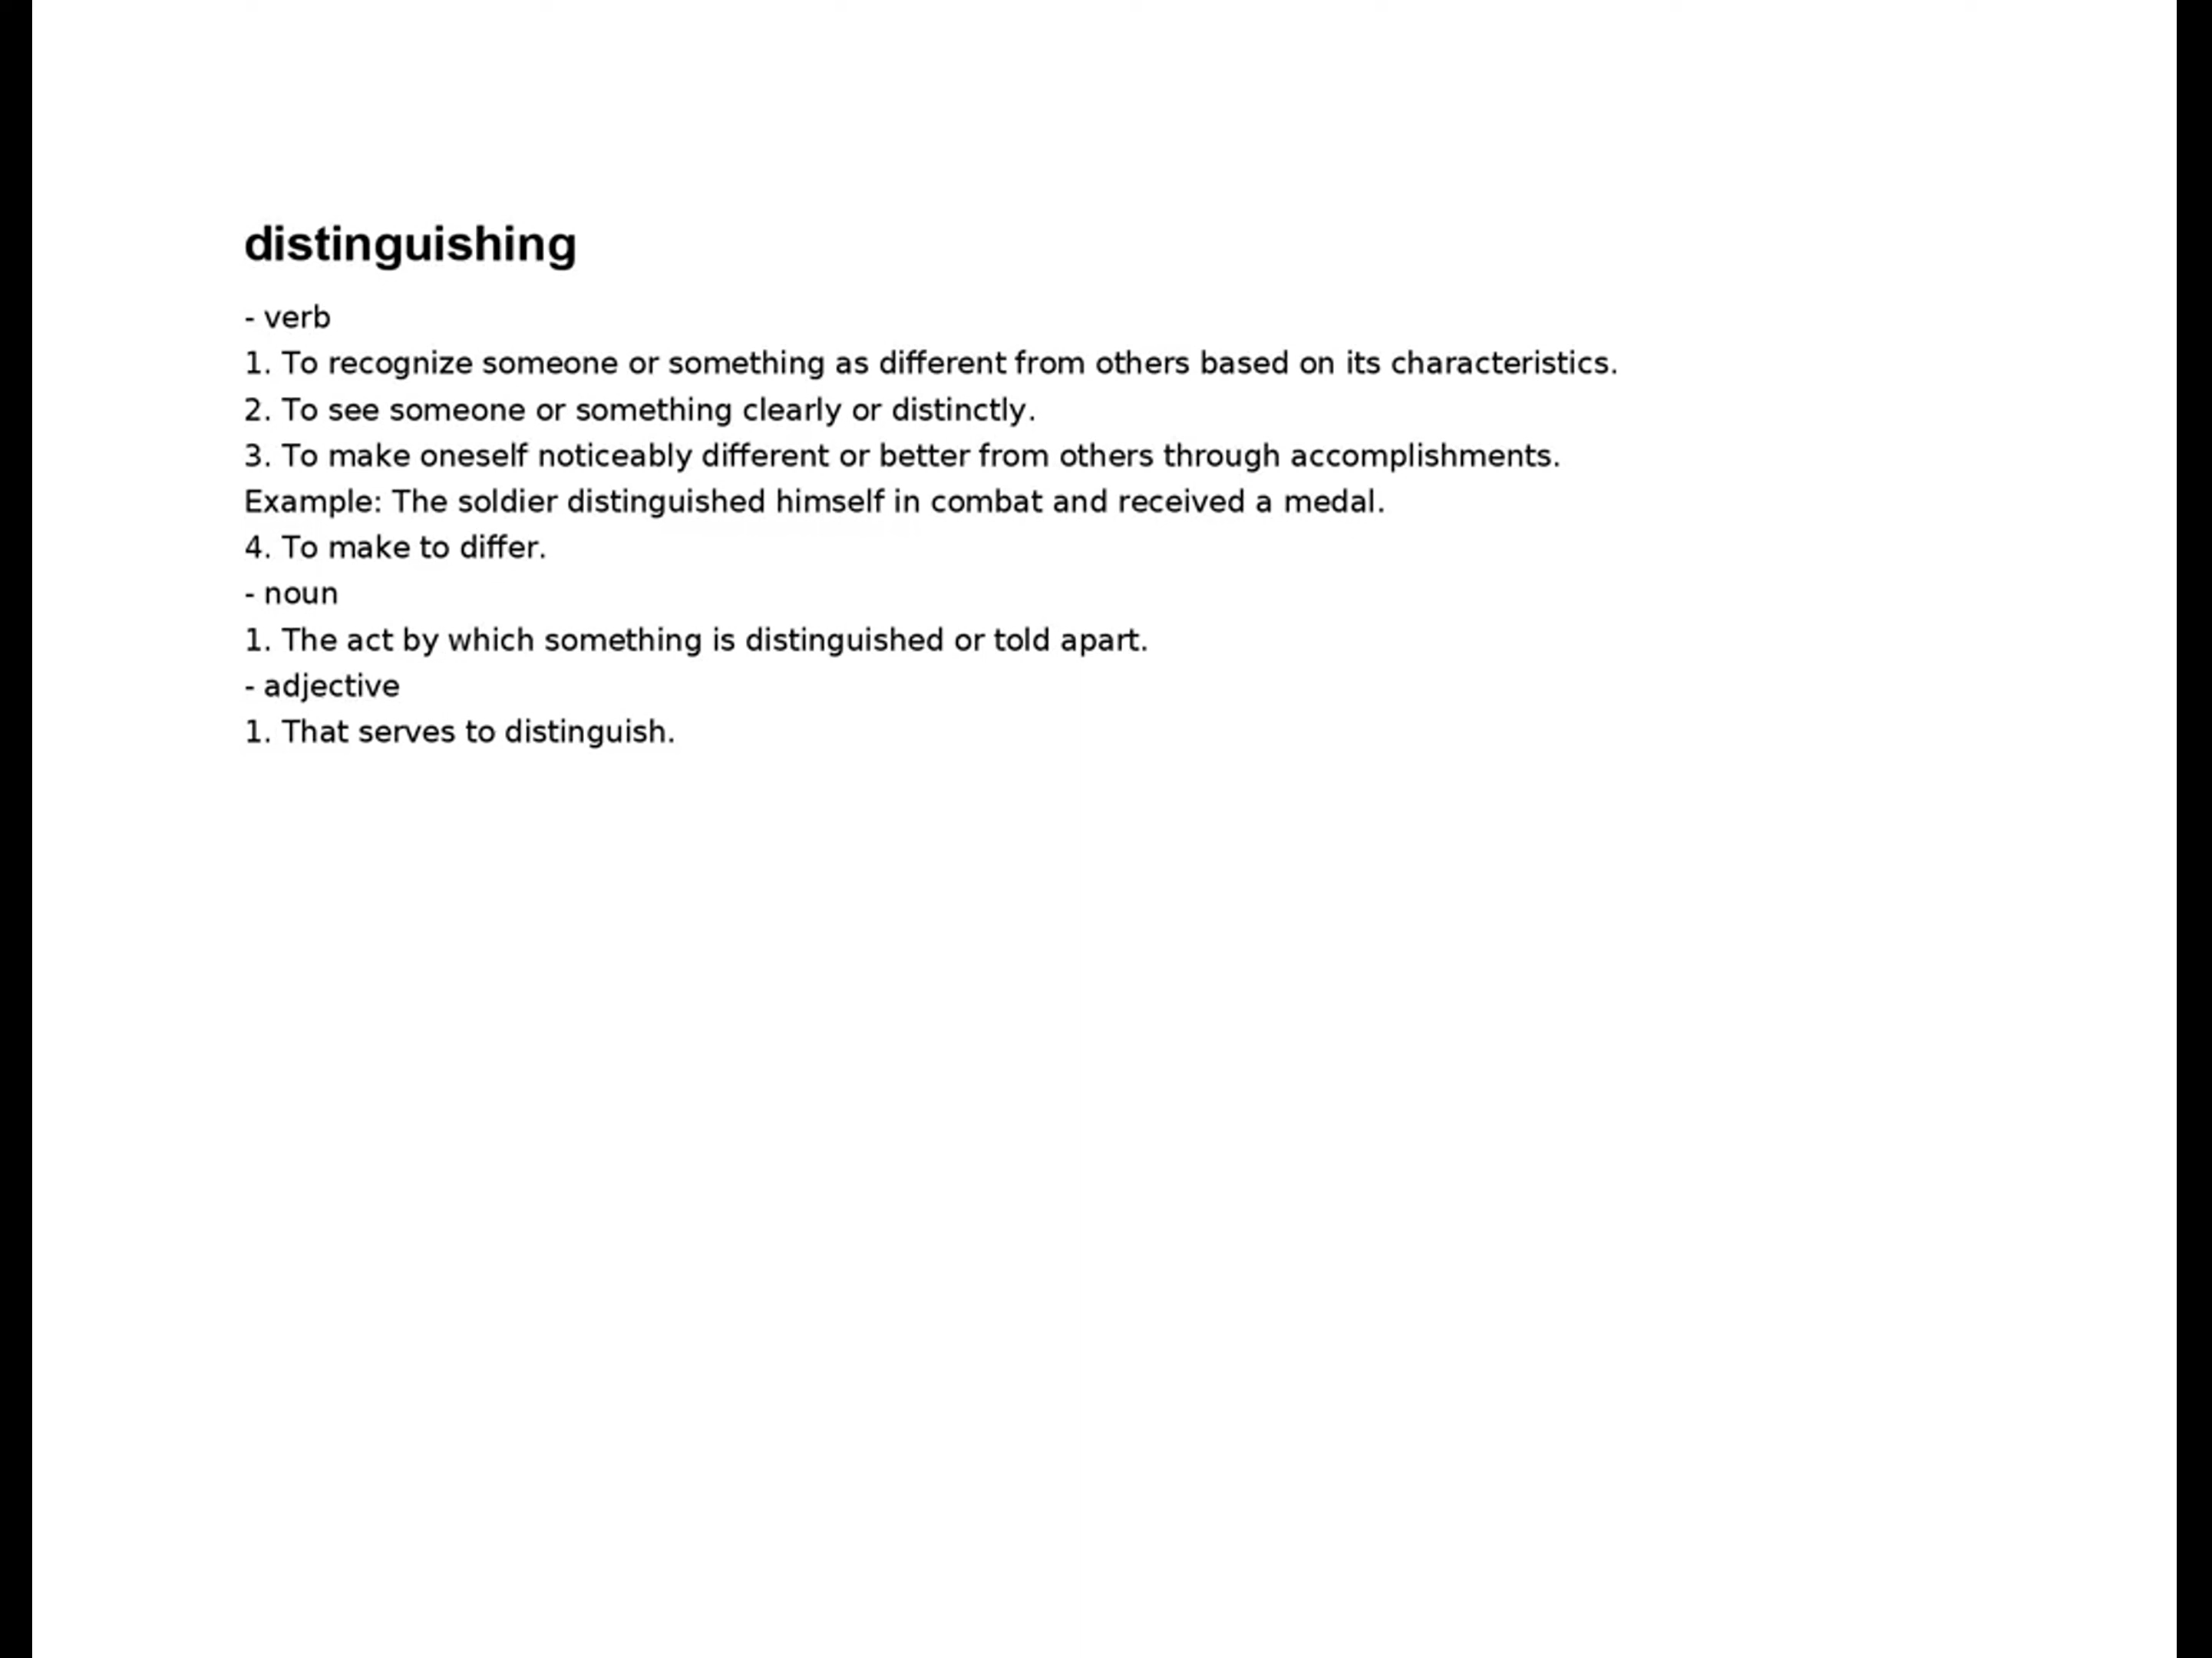 distinguishing
- verb
1. To recognize someone or something as different from others based on its characteristics.
2. To see someone or something clearly or distinctly.
3. To make oneself noticeably different or better from others through accomplishments.
Example: The soldier distinguished himself in combat and received a medal.
4. To make to differ.
- noun
1. The act by which something is distinguished or told apart.
- adjective
1. That serves to distinguish.